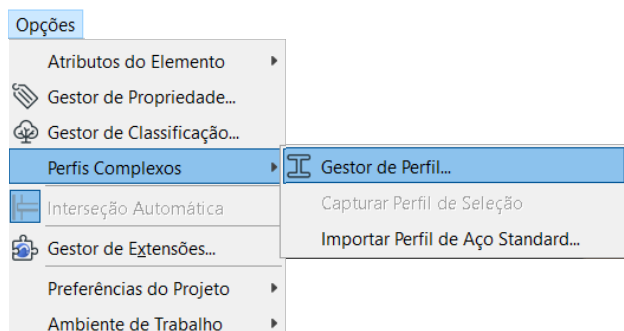 Opções
Atributos do Elemento
Gestor de Propriedade...
Gestor de Classificação...
Perfis Complexos
Gestor de Perfil...
Capturar Perfil de Seleção
Importar Perfil de Aço Standard...
Interseção Automática
Gestor de Extensões...
Preferências do Projeto
Ambiente de Trabalho